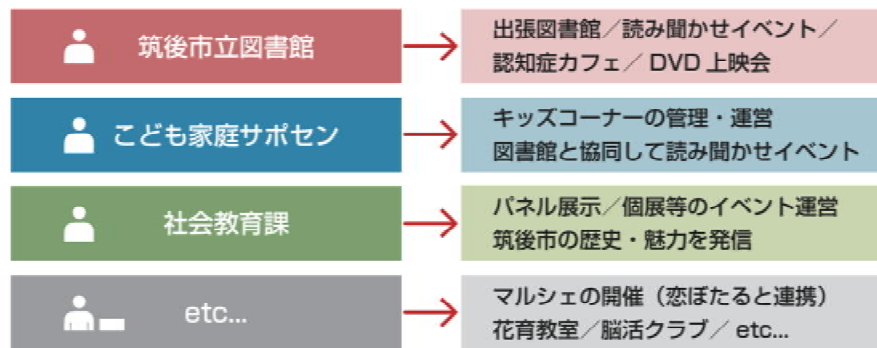 筑後市立図書館
出張図書館／読み聞かせイベント／
認知症カフェ／ DVD 上映会
こども家庭サポセン
キッズコーナーの管理・運営
図書館と協同して読み聞かせイベント
社会教育課
パネル展示／個展等のイベント運営
筑後市の歴史・魅力を発信
etc...
マルシェの開催（恋ぼたると連携）
花育教室／脳活クラブ／ etc...